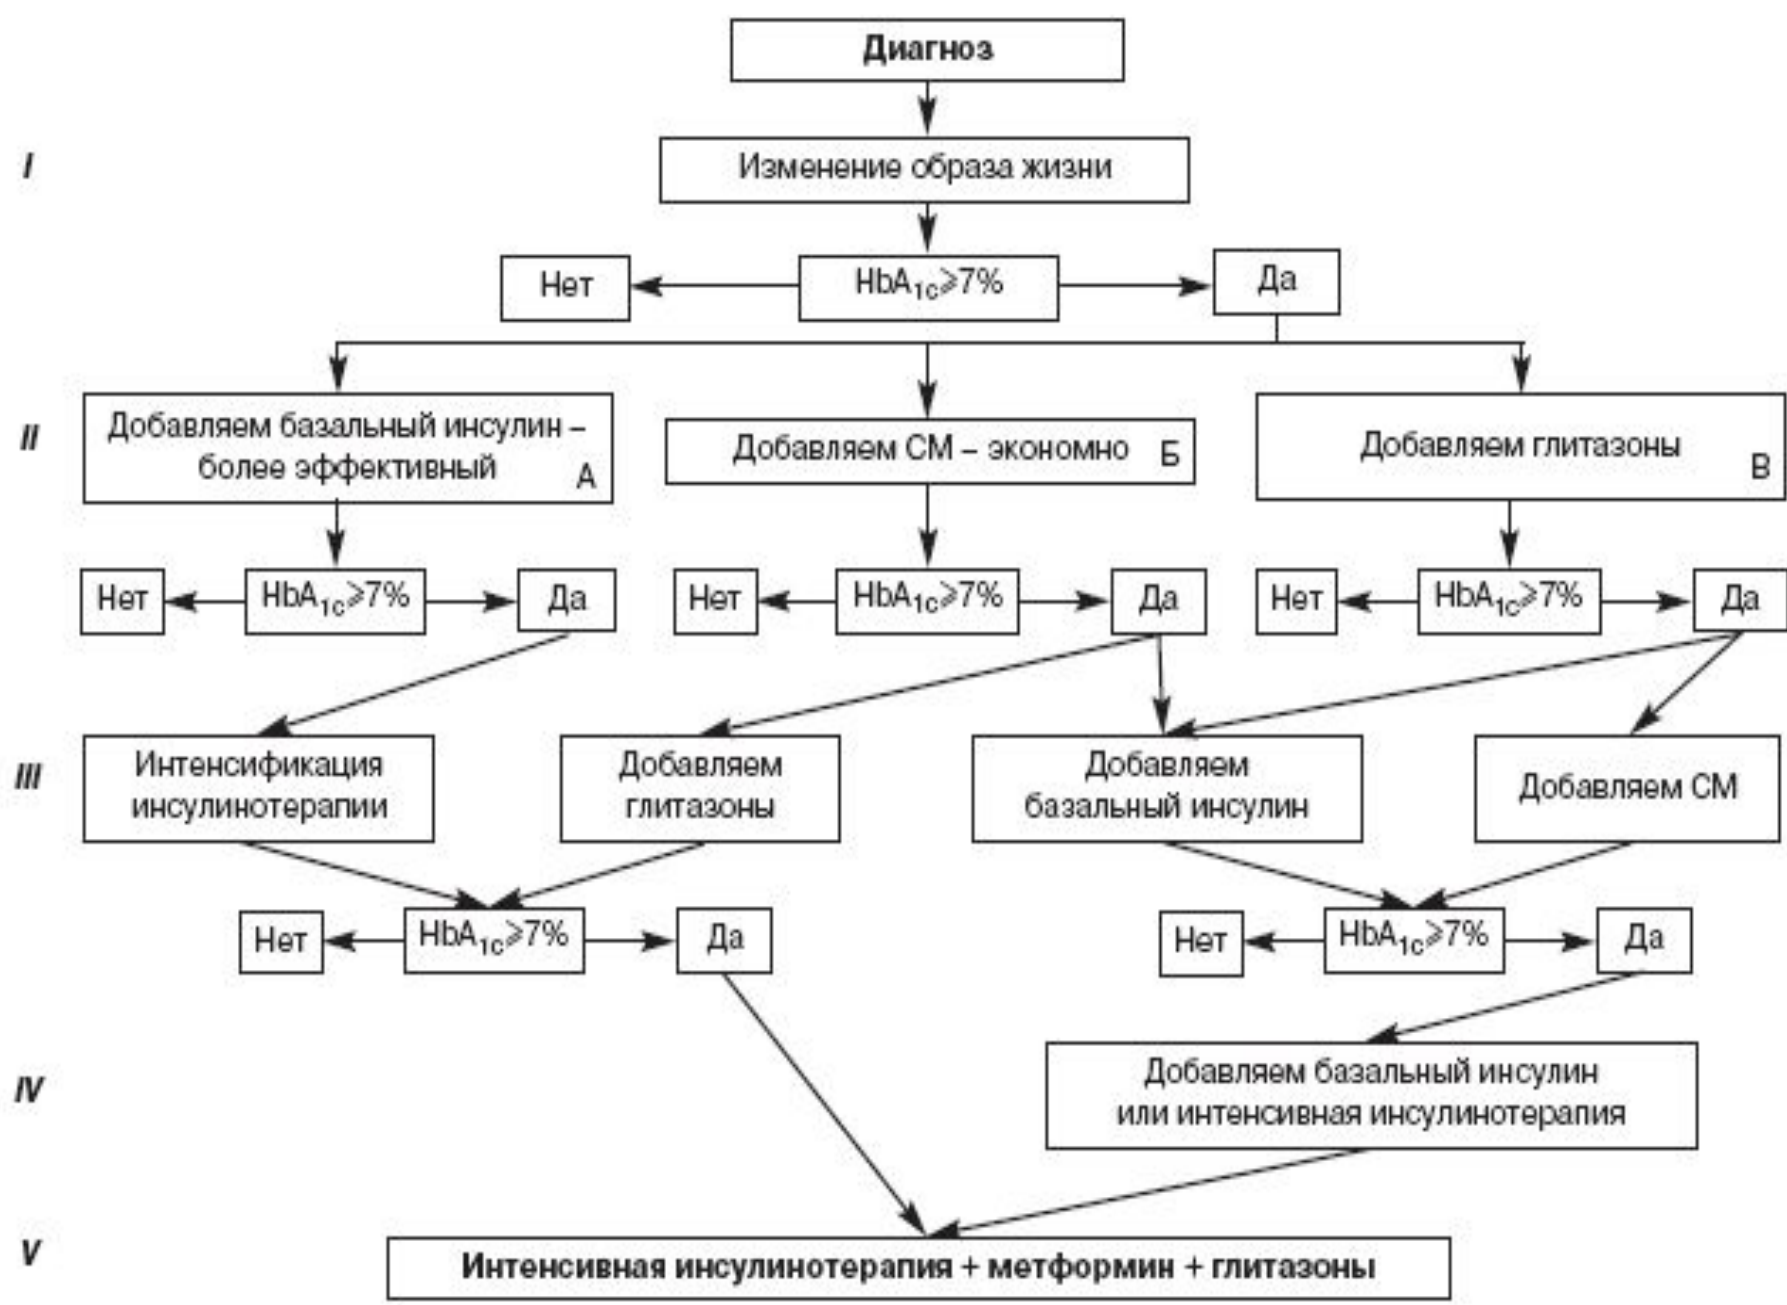 Диагноз
I
Изменение образа жизни
Нет
HbA1c⩾7%
Да
II
Добавляем базальный инсулин –
более эффективный
А
Добавляем СМ – экономно
Б
Добавляем глитазоны
В
Нет
HbA1c⩾7%
Да
Нет
HbA1c⩾7%
Да
Нет
HbA1c⩾7%
Да
III
Интенсификация
инсулинотерапии
Добавляем
глитазоны
Добавляем
базальный инсулин
Добавляем СМ
Нет
HbA1c⩾7%
Да
Нет
HbA1c⩾7%
Да
IV
Добавляем базальный инсулин
или интенсивная инсулинотерапия
V
Интенсивная инсулинотерапия + метформин + глитазоны